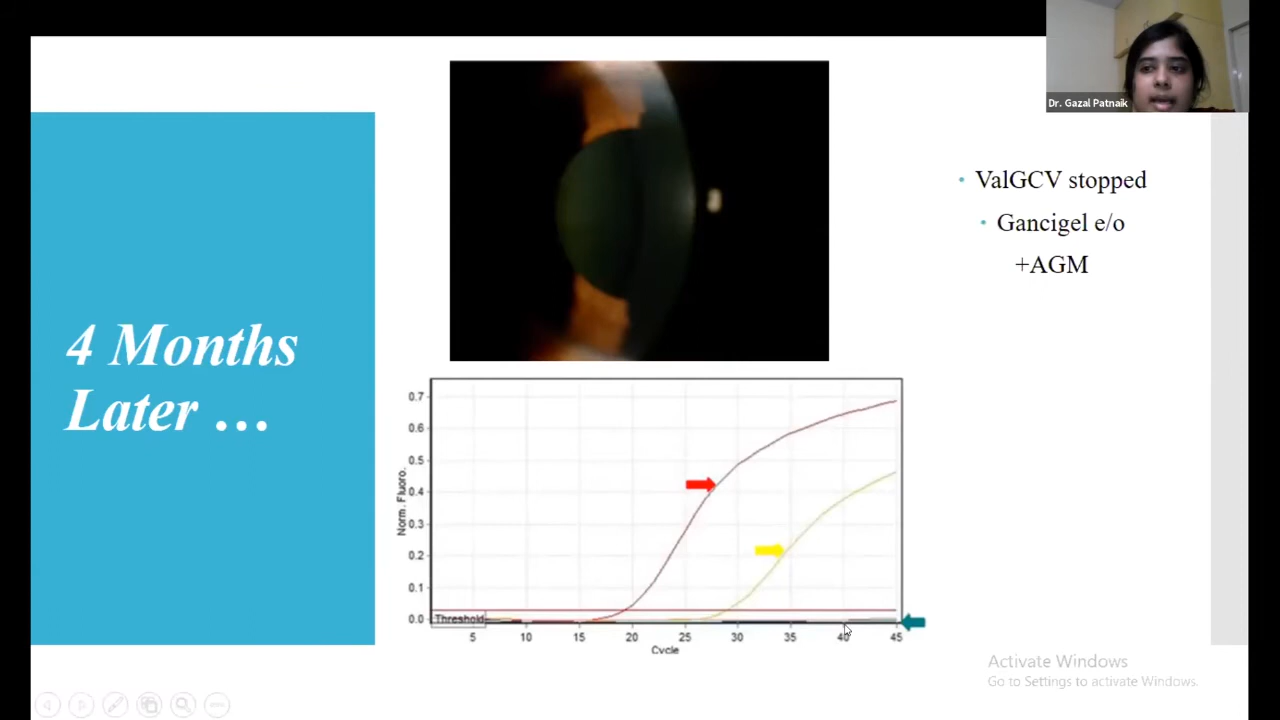 Dr. Gazal Patnaik
4 Months
Later …
• ValGCV stopped
• Gancigel e/o
+AGM
Norm. Fluoro.
0.7
0.6
0.5
0.4
0.3
0.2
0.1
0.0
Threshold
5 10 15 20 25 30 35 40 45
Cycle
Activate Windows
Go to Settings to activate Windows.